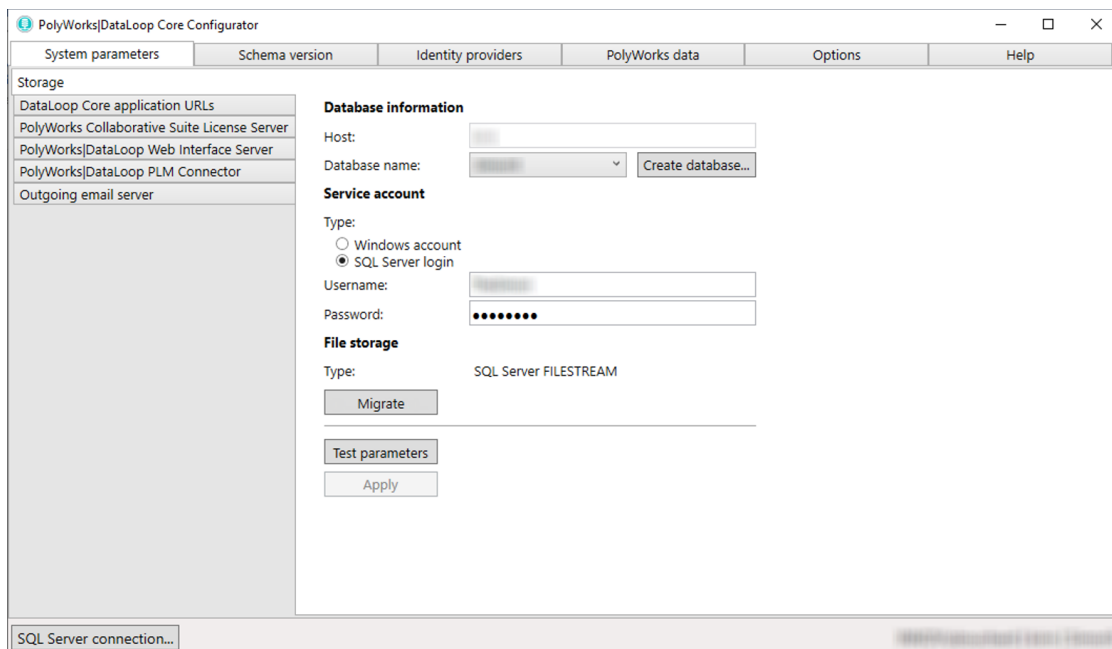 PolyWorks|DataLoop Core Configurator
System parameters Schema version Identity providers PolyWorks data Options Help
Storage
DataLoop Core application URLs
PolyWorks Collaborative Suite License Server
PolyWorks|DataLoop Web Interface Server
PolyWorks|DataLoop PLM Connector
Outgoing email server
Database information
Host:
Database name: Create database...
Service account
Type:
Windows account
SQL Server login
Username:
Password: ●●●●●●●●
File storage
Type: SQL Server FILESTREAM
Migrate
Test parameters
Apply
SQL Server connection...